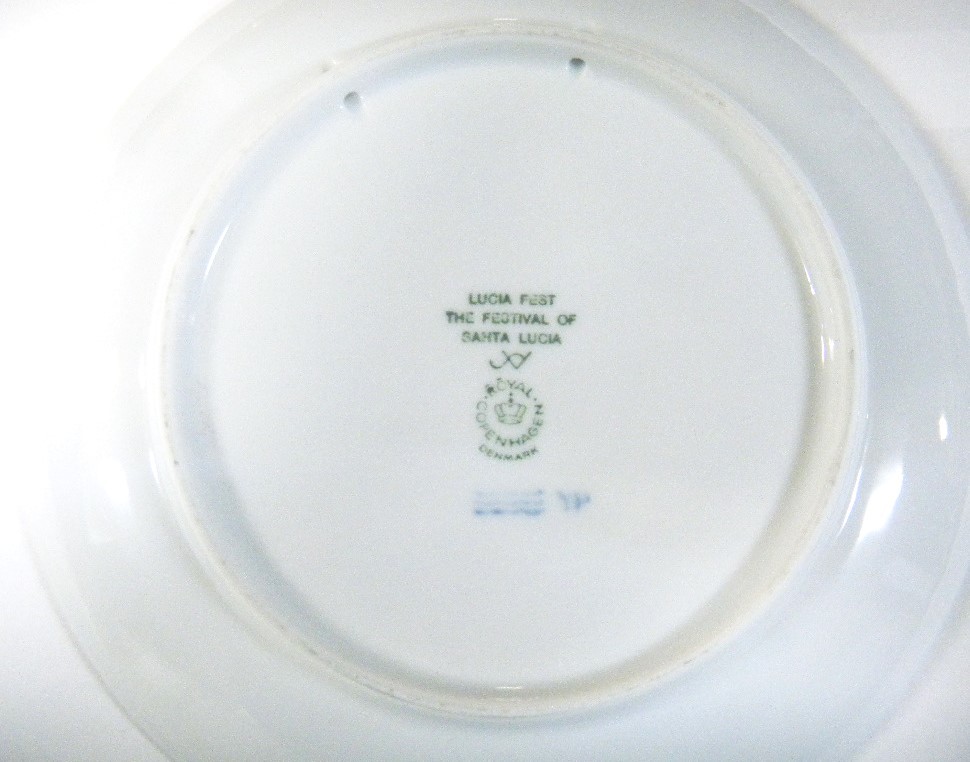 LUCIA FEST
THE FESTIVAL OF
SANTA LUCIA
ROYAL
COPENHAGEN
DENMARK